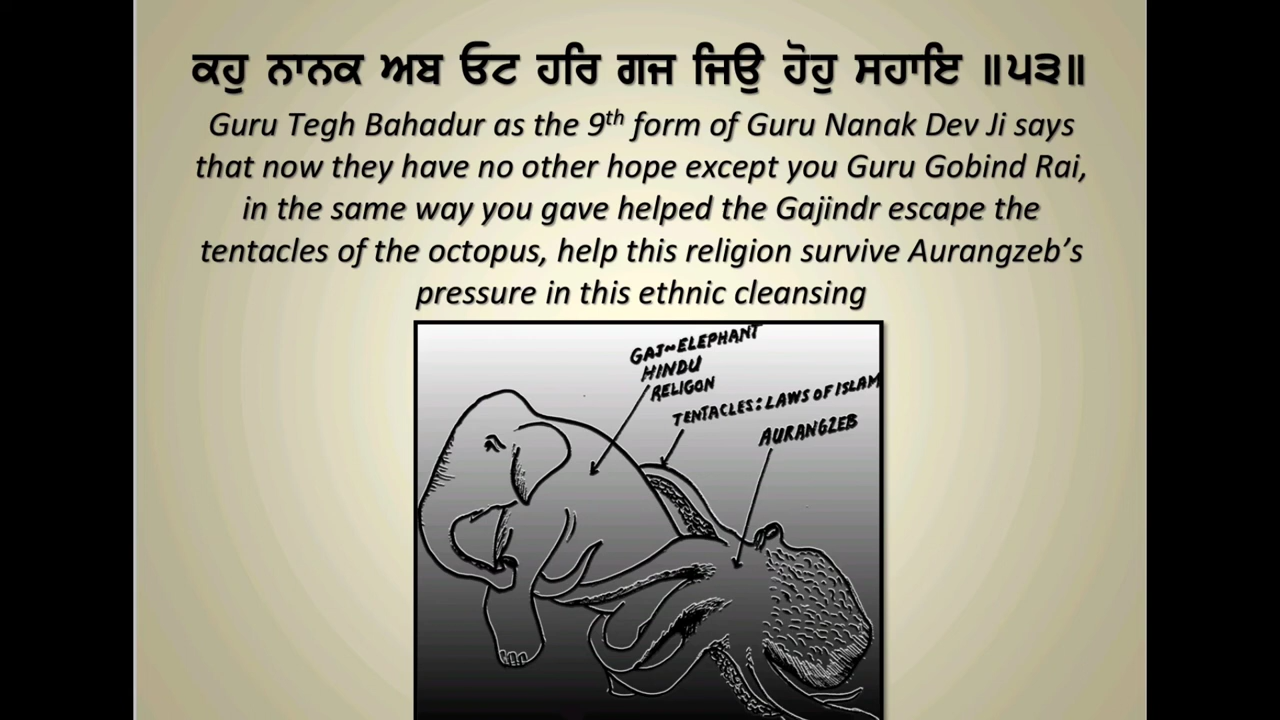 ਕਹੁ ਨਾਨਕ ਅਬ ਓਟ ਹਰਿ ਗਜ ਜਿਉ ਹੋਹੁ ਸਹਾਇ ॥੫੩॥
Guru Tegh Bahadur as the 9th form of Guru Nanak Dev Ji says
that now they have no other hope except you Guru Gobind Rai,
in the same way you gave helped the Gajindr escape the
tentacles of the octopus, help this religion survive Aurangzeb's
pressure in this ethnic cleansing
GAJ~ELEPHANT
HINDU
RELIGON
TENTACLES: LAWS OF ISLAM
AURANGZEB